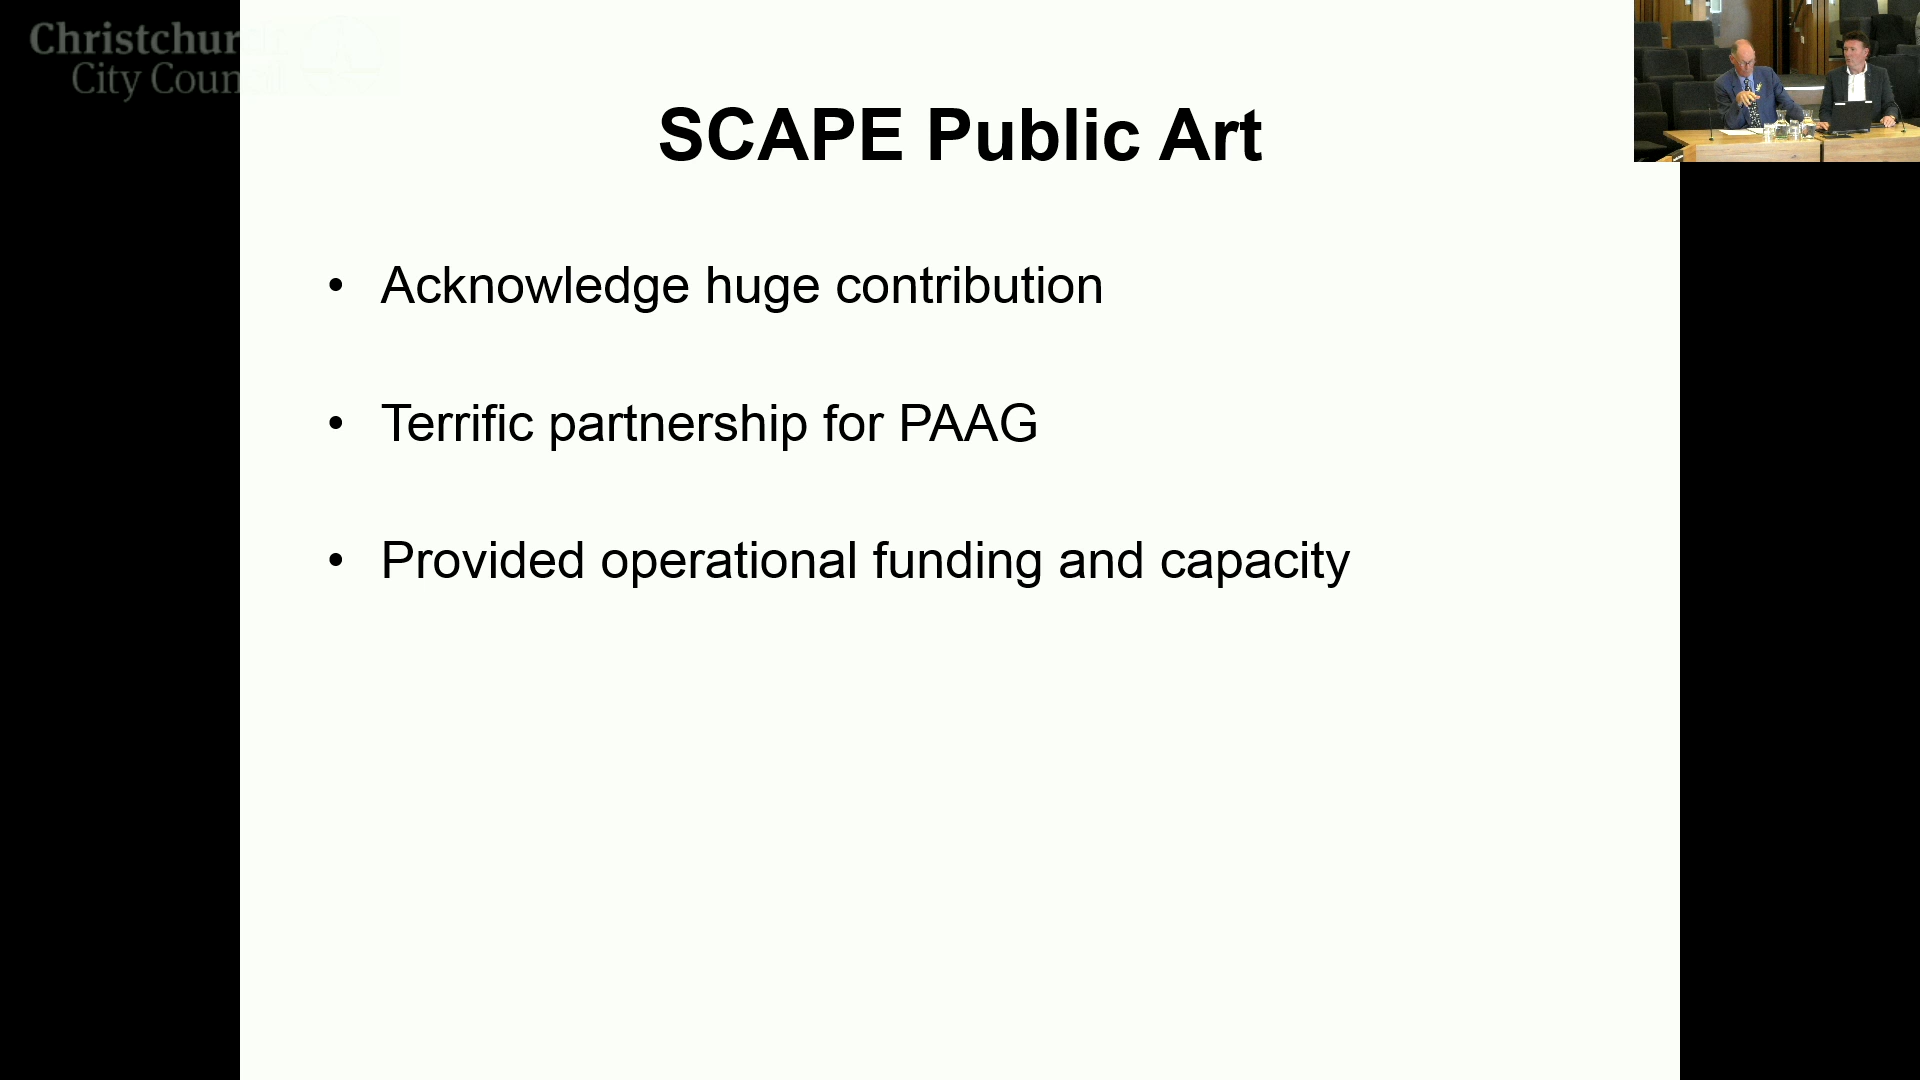 Christchur
City Coun
SCAPE Public Art
• Acknowledge huge contribution
• Terrific partnership for PAAG
• Provided operational funding and capacity